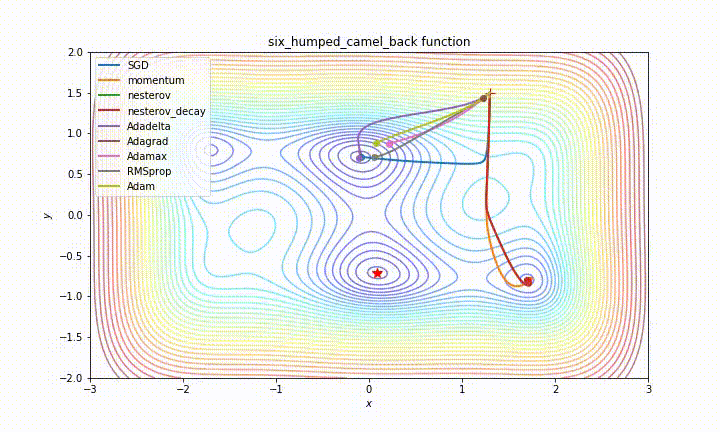 six_humped_camel_back function
2.0
1.5
1.0
0.5
0.0
−0.5
−1.0
−1.5
−2.0
y
SGD
momentum
nesterov
nesterov_decay
Adadelta
Adagrad
Adamax
RMSprop
Adam
−3 −2 −1 0 1 2 3
x